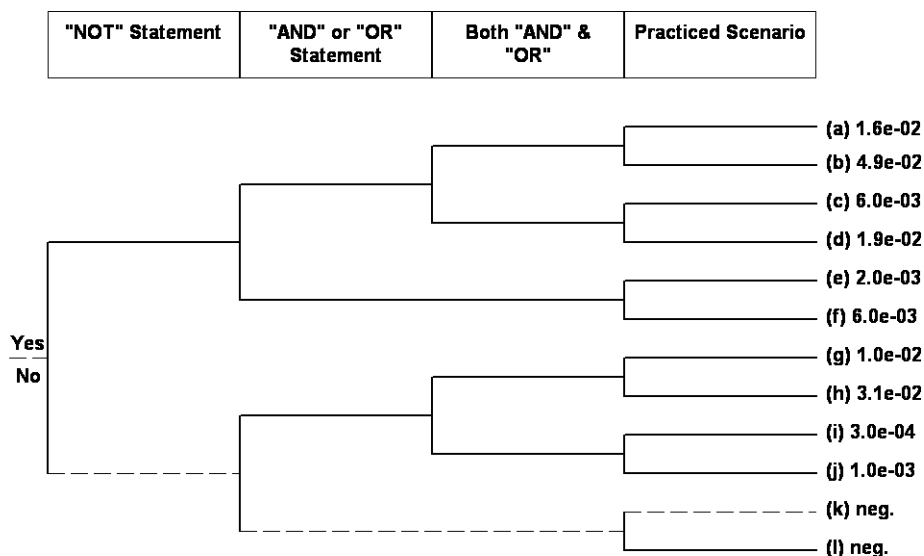 "NOT" Statement
"AND" or "OR"
Statement
Both "AND" &
"OR"
Practiced Scenario
(a) 1.6e-02
(b) 4.9e-02
(c) 6.0e-03
(d) 1.9e-02
(e) 2.0e-03
(f) 6.0e-03
Yes
No
(g) 1.0e-02
(h) 3.1e-02
(i) 3.0e-04
(j) 1.0e-03
(k) neg.
(l) neg.